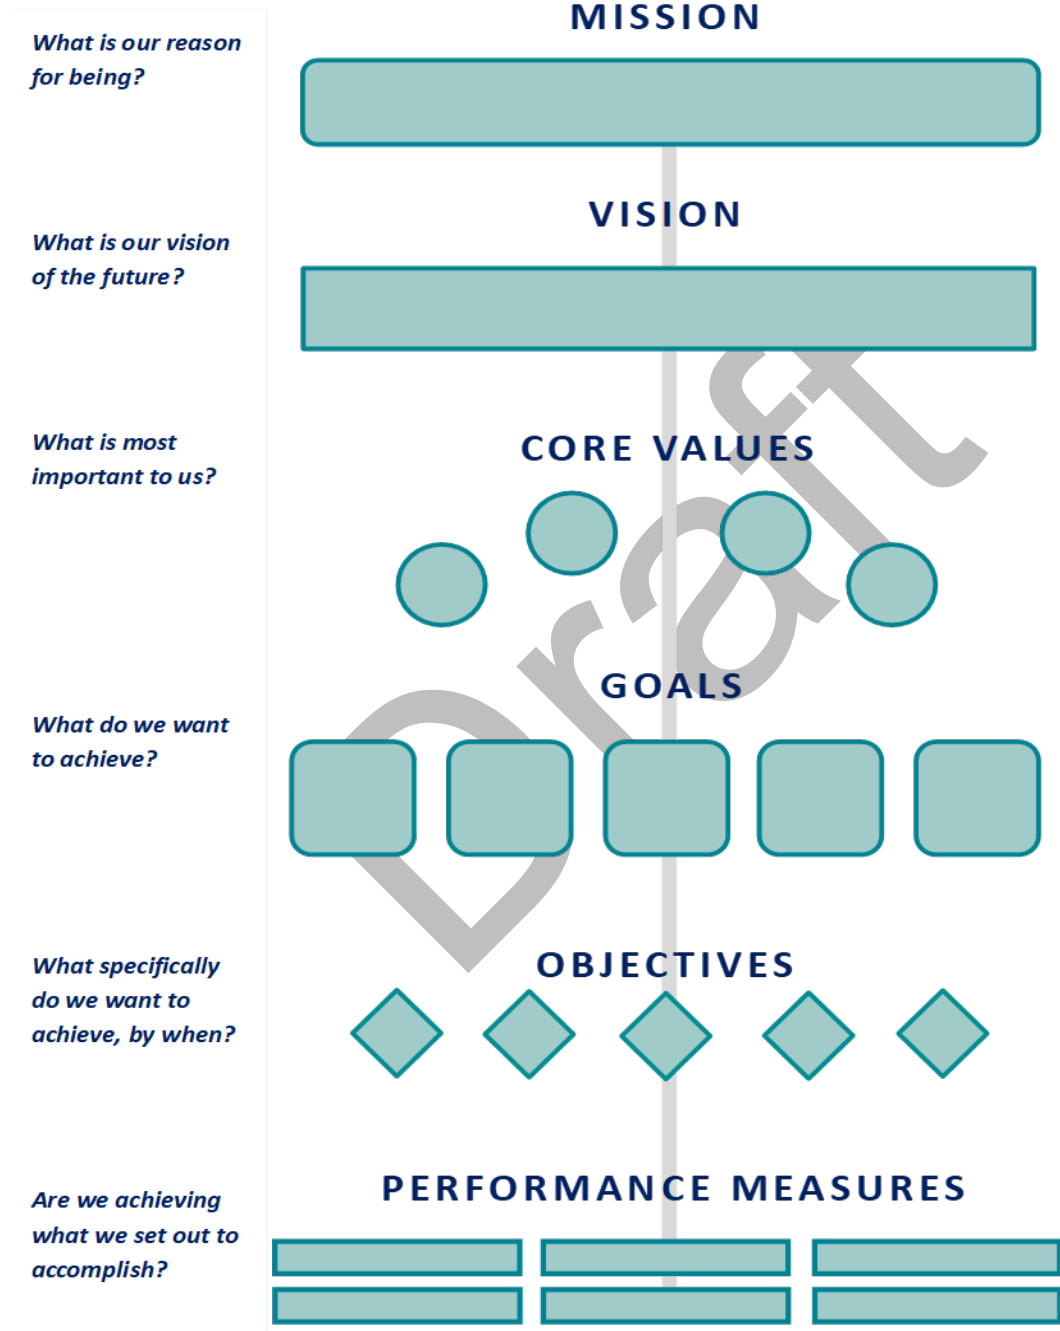 MISSION
What is our reason
for being?
VISION
What is our vision
of the future?
CORE VALUES
What is most
important to us?
GOALS
What do we want
to achieve?
OBJECTIVES
What specifically
do we want to
achieve, by when?
PERFORMANCE MEASURES
Are we achieving
what we set out to
accomplish?
Draft